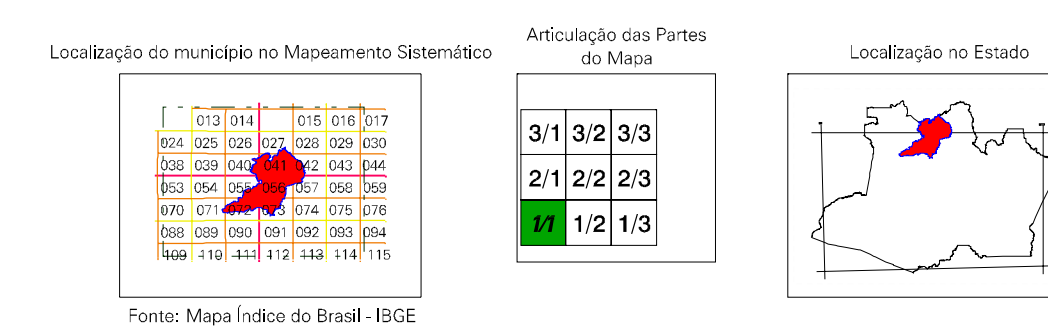 Localização do município no Mapeamento Sistemático
013 014 015 016 017
024 025 026 027 028 029 030
038 039 040 041 042 043 044
053 054 055 056 057 058 059
070 071 072 073 074 075 076
088 089 090 091 092 093 094
109 110 111 112 113 114 115
Fonte: Mapa Índice do Brasil - IBGE
Articulação das Partes
do Mapa
3/1 3/2 3/3
2/1 2/2 2/3
1/1 1/2 1/3
Localização no Estado